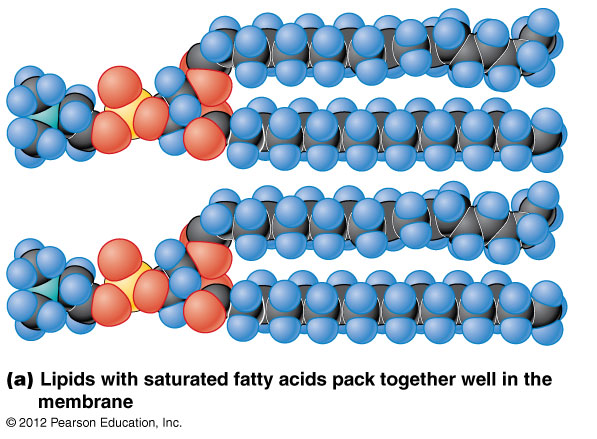 (a) Lipids with saturated fatty acids pack together well in the
membrane
© 2012 Pearson Education, Inc.